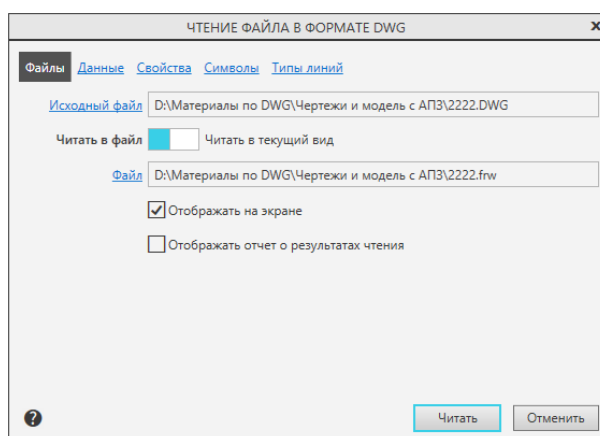 ЧТЕНИЕ ФАЙЛА В ФОРМАТЕ DWG x
Файлы Данные Свойства Символы Типы линий
Исходный файл D:\Материалы по DWG\Чертежи и модель с АПЗ\2222.DWG
Читать в файл Читать в текущий вид
Файл D:\Материалы по DWG\Чертежи и модель с АПЗ\2222.frw
Отображать на экране
Отображать отчет о результатах чтения
? Читать Отменить